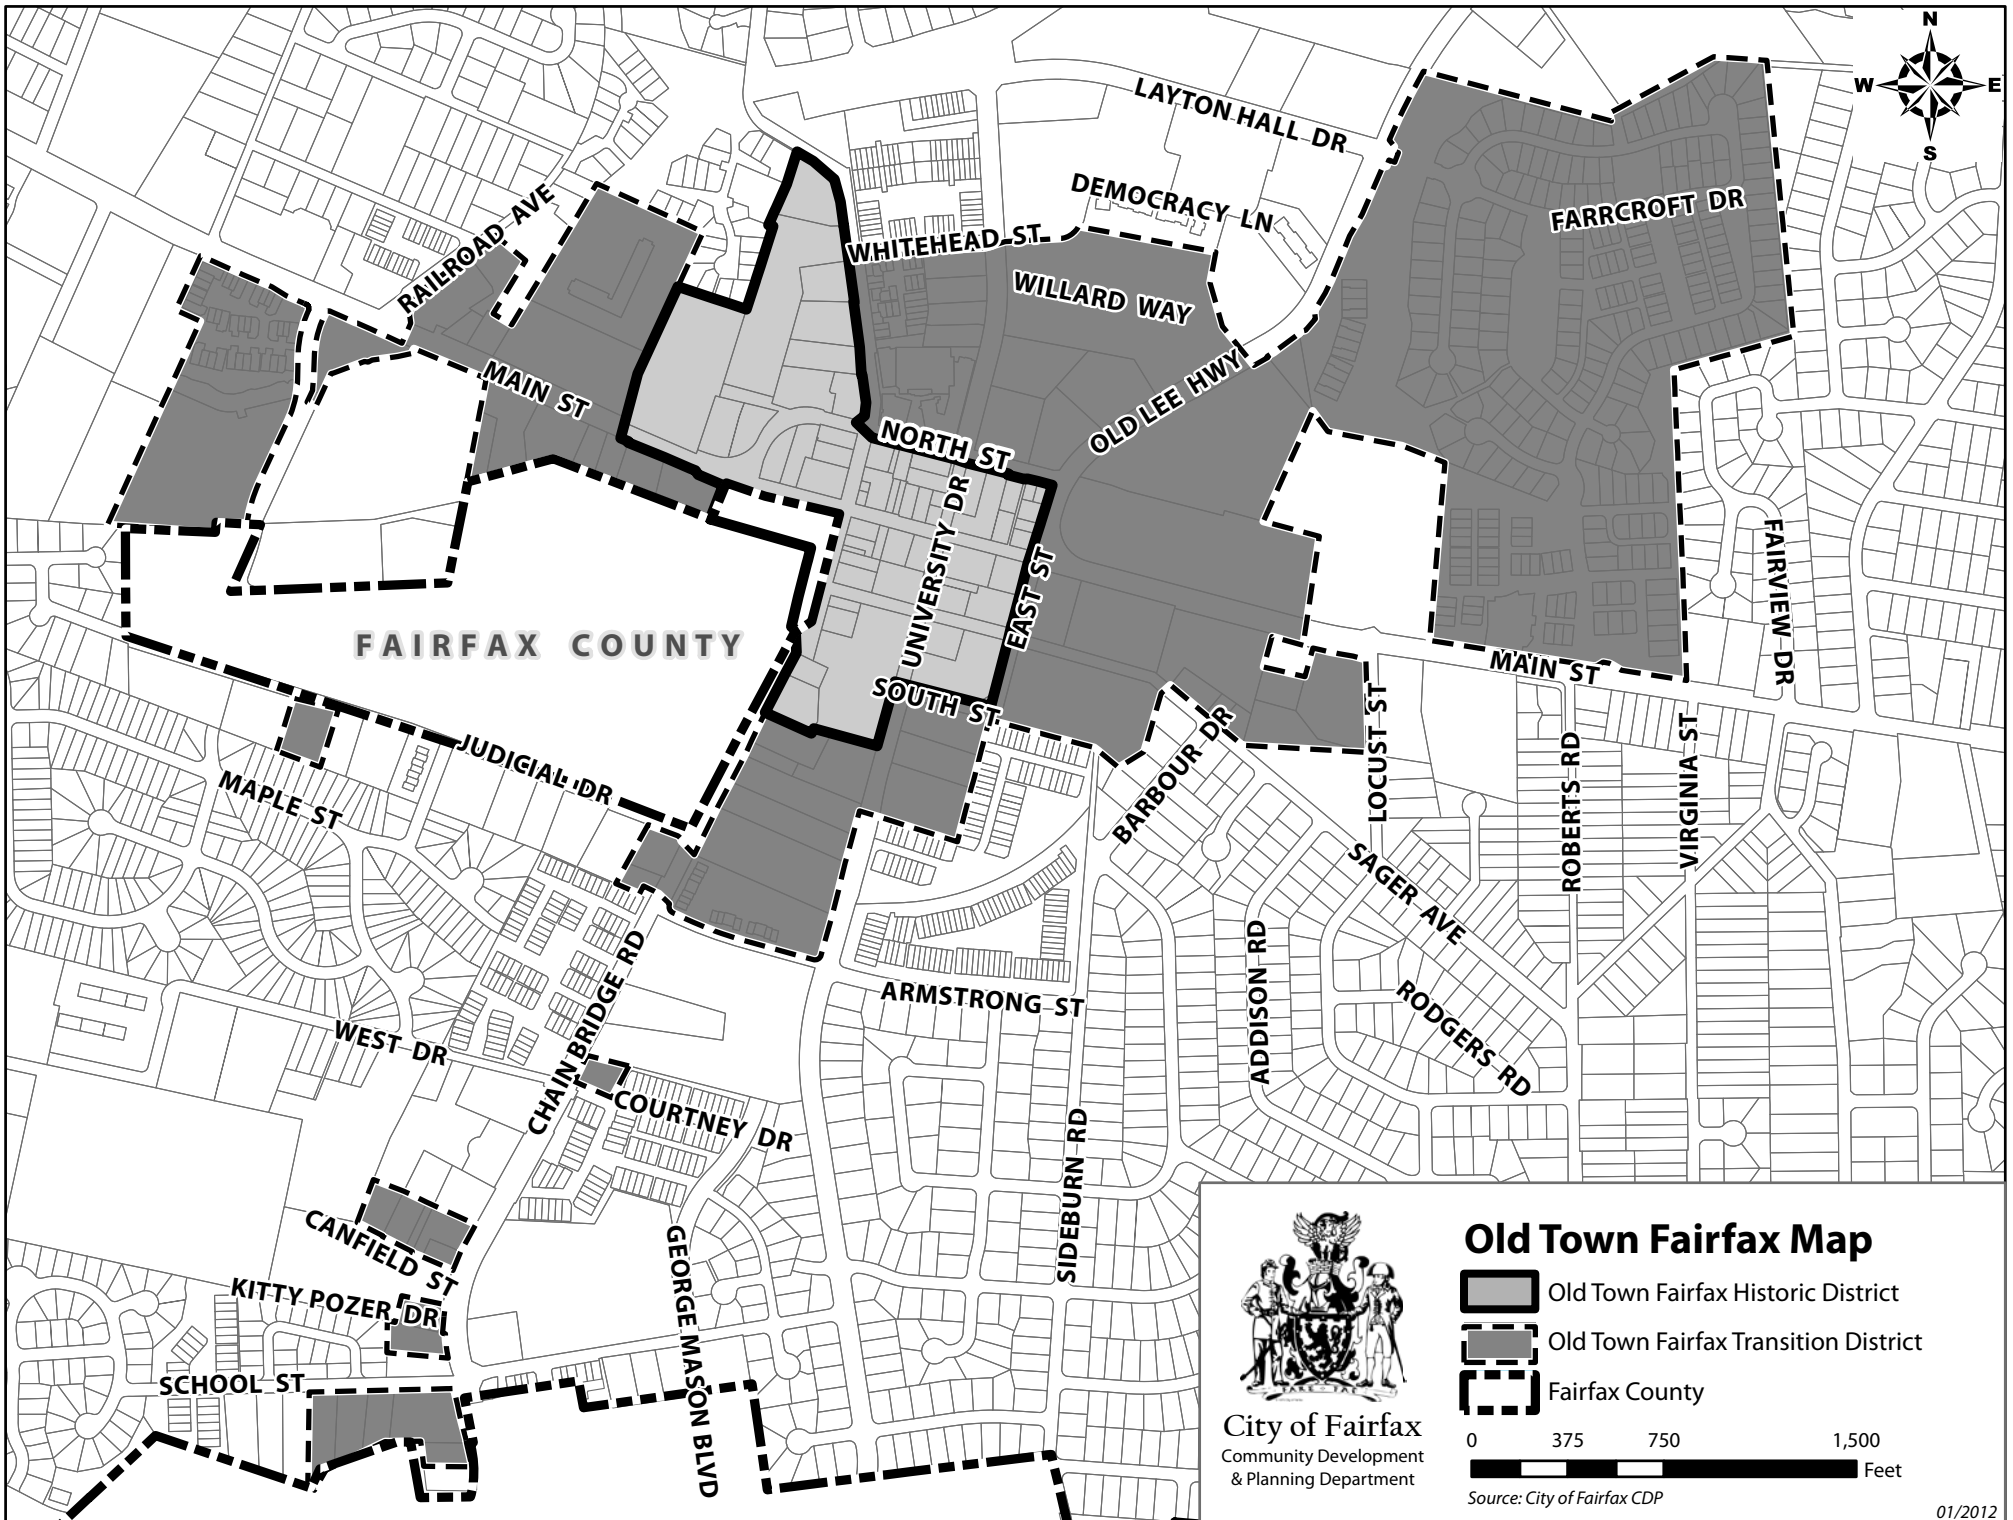 N
W E
S
LAYTON HALL DR
DEMOCRACY LN
FARRCROFT DR
RAILROAD AVE
WHITEHEAD ST
WILLARD WAY
MAIN ST
OLD LEE HWY
NORTH ST
UNIVERSITY DR
EAST ST
FAIRVIEW DR
FAIRFAX COUNTY
SOUTH ST
MAIN ST
JUDICIAL DR
MAPLE ST
BARBOUR DR
LOCUST ST
ROBERTS RD
VIRGINIA ST
SAGER AVE
CHAIN BRIDGE RD
ARMSTRONG ST
ADDISON RD
RODGERS RD
WEST DR
COURTNEY DR
SIDEBURN RD
CANFIELD ST
KITTY POZER DR
GEORGE MASON BLVD
SCHOOL ST
Old Town Fairfax Map
Old Town Fairfax Historic District
Old Town Fairfax Transition District
Fairfax County
City of Fairfax
Community Development
& Planning Department
0 375 750 1,500
Feet
Source: City of Fairfax CDP
01/2012